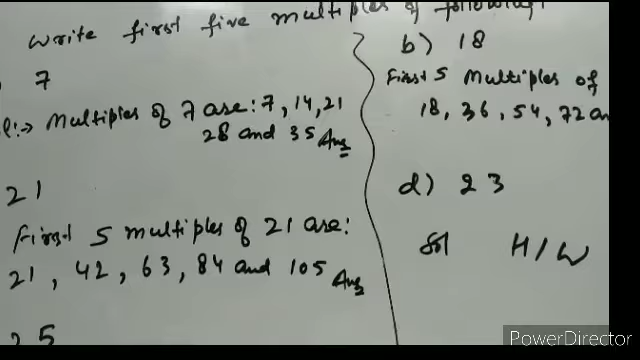 Write first five multiples of following:
7
Multiples of 7 are: 7, 14, 21
28 and 35 Ans
21
First 5 multiples of 21 are:
21, 42, 63, 84 and 105 Ans
b) 18
First 5 Multiples of
18, 36, 54, 72 an
d) 23
Sol H/W
PowerDirector